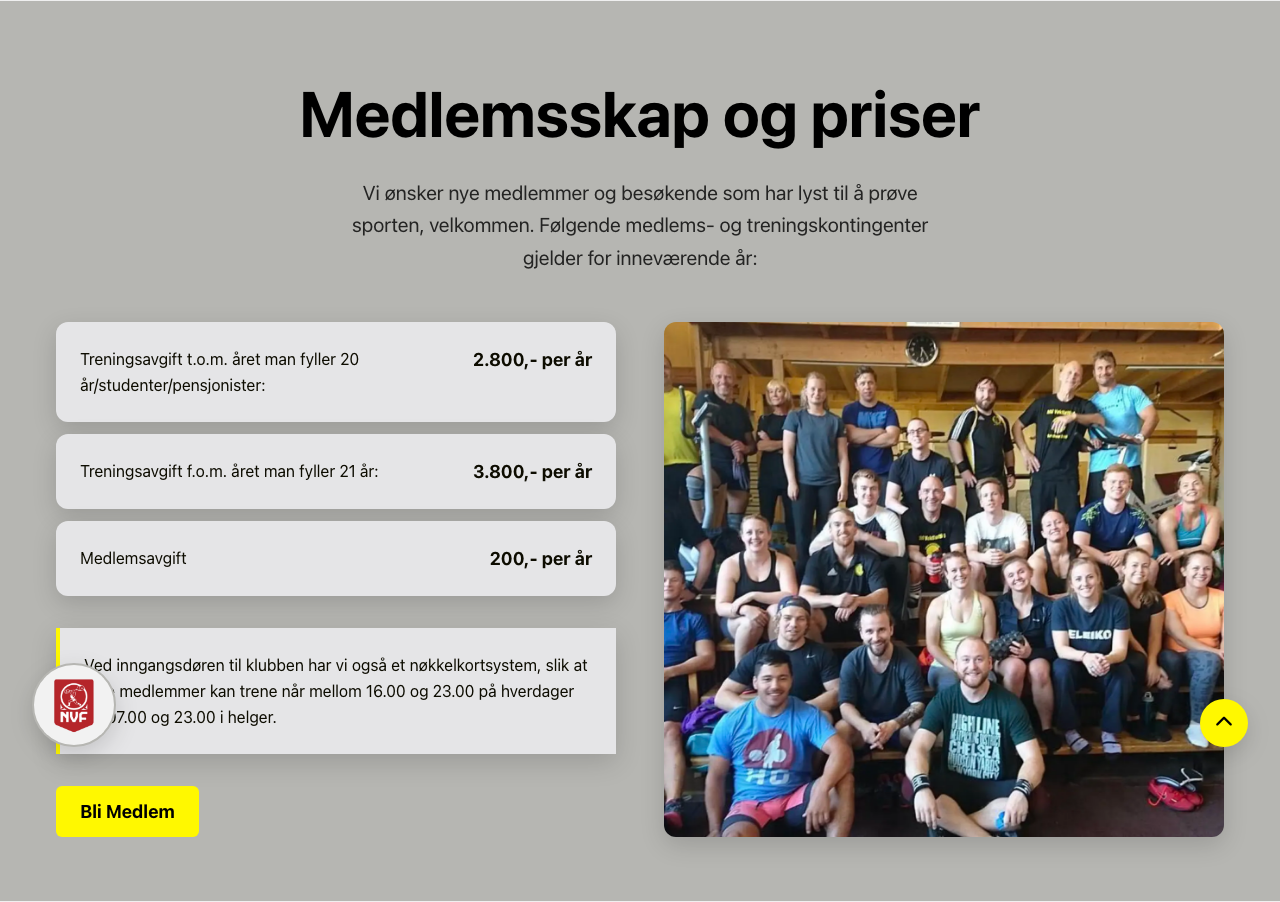 Medlemsskap og priser
Vi ønsker nye medlemmer og besøkende som har lyst til å prøve
sporten, velkommen. Følgende medlems- og treningskontingenter
gjelder for inneværende år:
Treningsavgift t.o.m. året man fyller 20
år/studenter/pensjonister:
2.800,- per år
Treningsavgift f.o.m. året man fyller 21 år:
3.800,- per år
Medlemsavgift
200,- per år
Ved inngangsdøren til klubben har vi også et nøkkelkortsystem, slik at
medlemmer kan trene når mellom 16.00 og 23.00 på hverdager
07.00 og 23.00 i helger.
NVF
Bli Medlem
NIKE
ELEIKO
HIGH LINE
CHELSEA
NEW YORK CITY